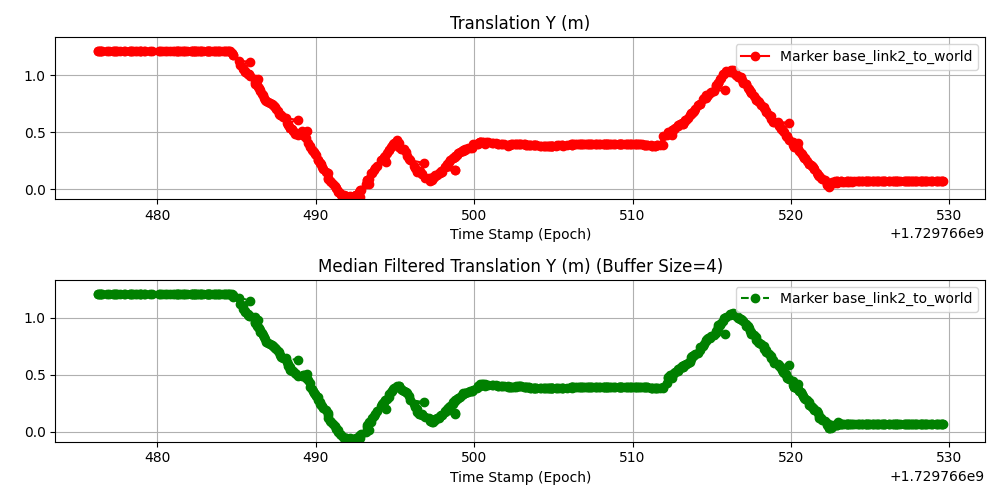 Translation Y (m)
1.0
0.5
0.0
Marker base_link2_to_world
480 490 500 510 520 530
Time Stamp (Epoch)
+1.729766e9
Median Filtered Translation Y (m) (Buffer Size=4)
1.0
0.5
0.0
Marker base_link2_to_world
480 490 500 510 520 530
Time Stamp (Epoch)
+1.729766e9